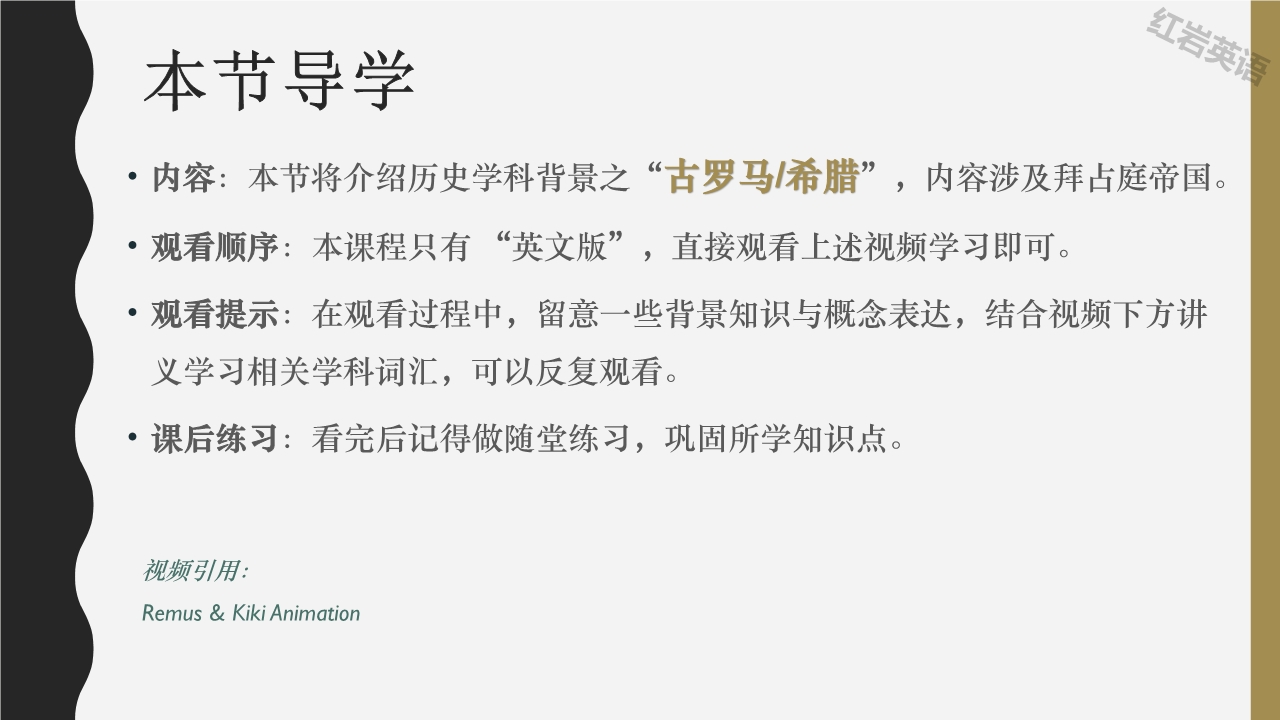 红岩英语
本节导学
• 内容：本节将介绍历史学科背景之“古罗马/希腊”，内容涉及拜占庭帝国。
• 观看顺序：本课程只有 “英文版”，直接观看上述视频学习即可。
• 观看提示：在观看过程中，留意一些背景知识与概念表达，结合视频下方讲
义学习相关学科词汇，可以反复观看。
• 课后练习：看完后记得做随堂练习，巩固所学知识点。
视频引用：
Remus & Kiki Animation